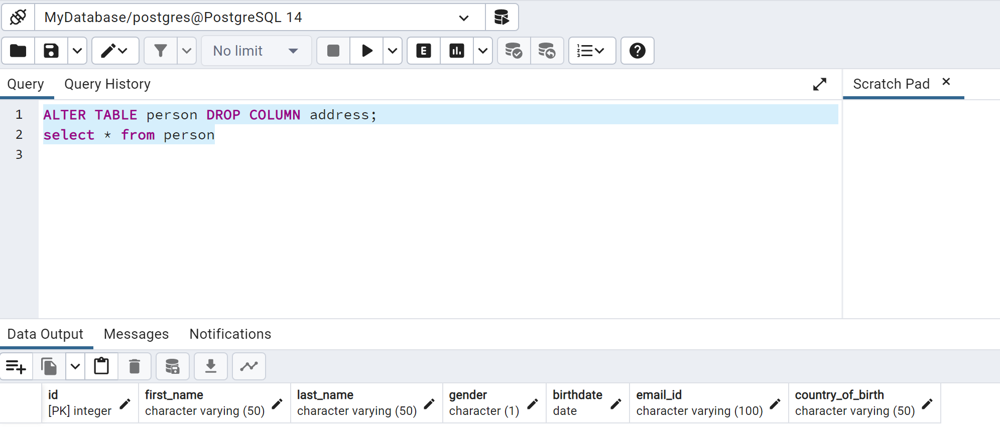 MyDatabase/postgres@PostgreSQL 14
No limit
E
Query
Query History
Scratch Pad
1 ALTER TABLE person DROP COLUMN address;
2 select * from person
3
Data Output
Messages
Notifications
id
[PK] integer
first_name
character varying (50)
last_name
character varying (50)
gender
character (1)
birthdate
date
email_id
character varying (100)
country_of_birth
character varying (50)